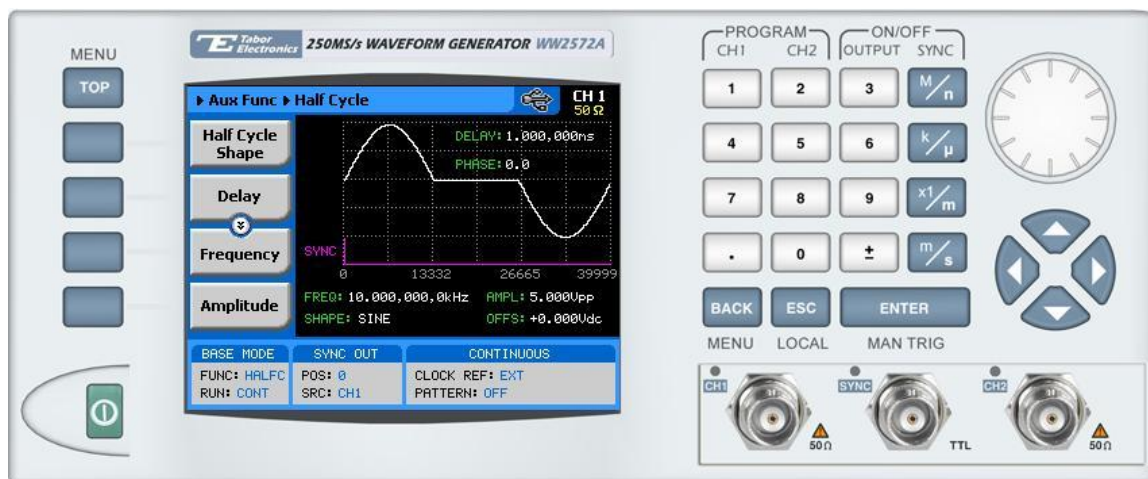 Tabor Electronics 250MS/s WAVEFORM GENERATOR WW2572A
MENU
TOP
▸ Aux Func ▸ Half Cycle
CH 1
50 Ω
Half Cycle Shape
Delay
Frequency
Amplitude
DELAY: 1.000,000ns
PHASE: 0.0
SYNC
0 13332 26665 39999
FREQ: 10.000,000,0kHz AMPL: 5.000Vpp
SHAPE: SINE OFFS: +0.000Vdc
BASE MODE SYNC OUT CONTINUOUS
FUNC: HALFC POS: 0 CLOCK REF: EXT
RUN: CONT SRC: CH1 PATTERN: OFF
PROGRAM ON/OFF
CH1 CH2 OUTPUT SYNC
1 2 3 M/n
4 5 6 k/µ
7 8 9 x1/m
. 0 ± m/s
BACK ESC ENTER
MENU LOCAL MAN TRIG
CH1 SYNC CH2
50Ω TTL 50Ω